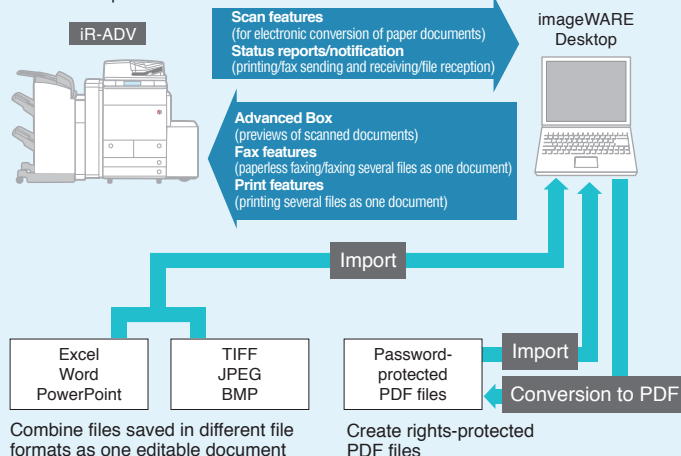 iR-ADV
Scan features
(for electronic conversion of paper documents)
Status reports/notification
(printing/fax sending and receiving/file reception)
imageWARE
Desktop
Advanced Box
(previews of scanned documents)
Fax features
(paperless faxing/faxing several files as one document)
Print features
(printing several files as one document)
Import
Excel
Word
PowerPoint
TIFF
JPEG
BMP
Password-
protected
PDF files
Import
Conversion to PDF
Combine files saved in different file
formats as one editable document
Create rights-protected
PDF files